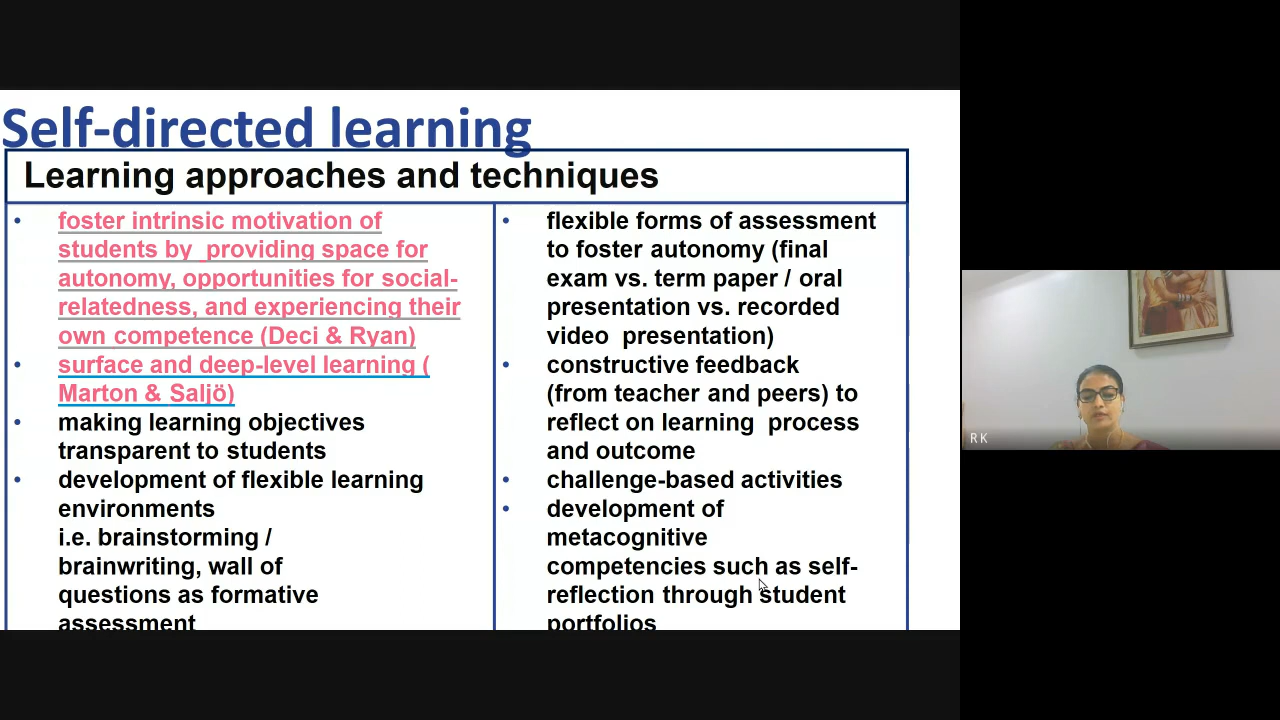 Self-directed learning
Learning approaches and techniques
• foster intrinsic motivation of
students by  providing space for
autonomy, opportunities for social-
relatedness, and experiencing their
own competence (Deci & Ryan)
• surface and deep-level learning (
Marton & Saljö)
• making learning objectives
transparent to students
• development of flexible learning
environments
i.e. brainstorming /
brainwriting, wall of
questions as formative
assessment
• flexible forms of assessment
to foster autonomy (final
exam vs. term paper / oral
presentation vs. recorded
video  presentation)
• constructive feedback
(from teacher and peers) to
reflect on learning  process
and outcome
• challenge-based activities
• development of
metacognitive
competencies such as self-
reflection through student
portfolios
RK